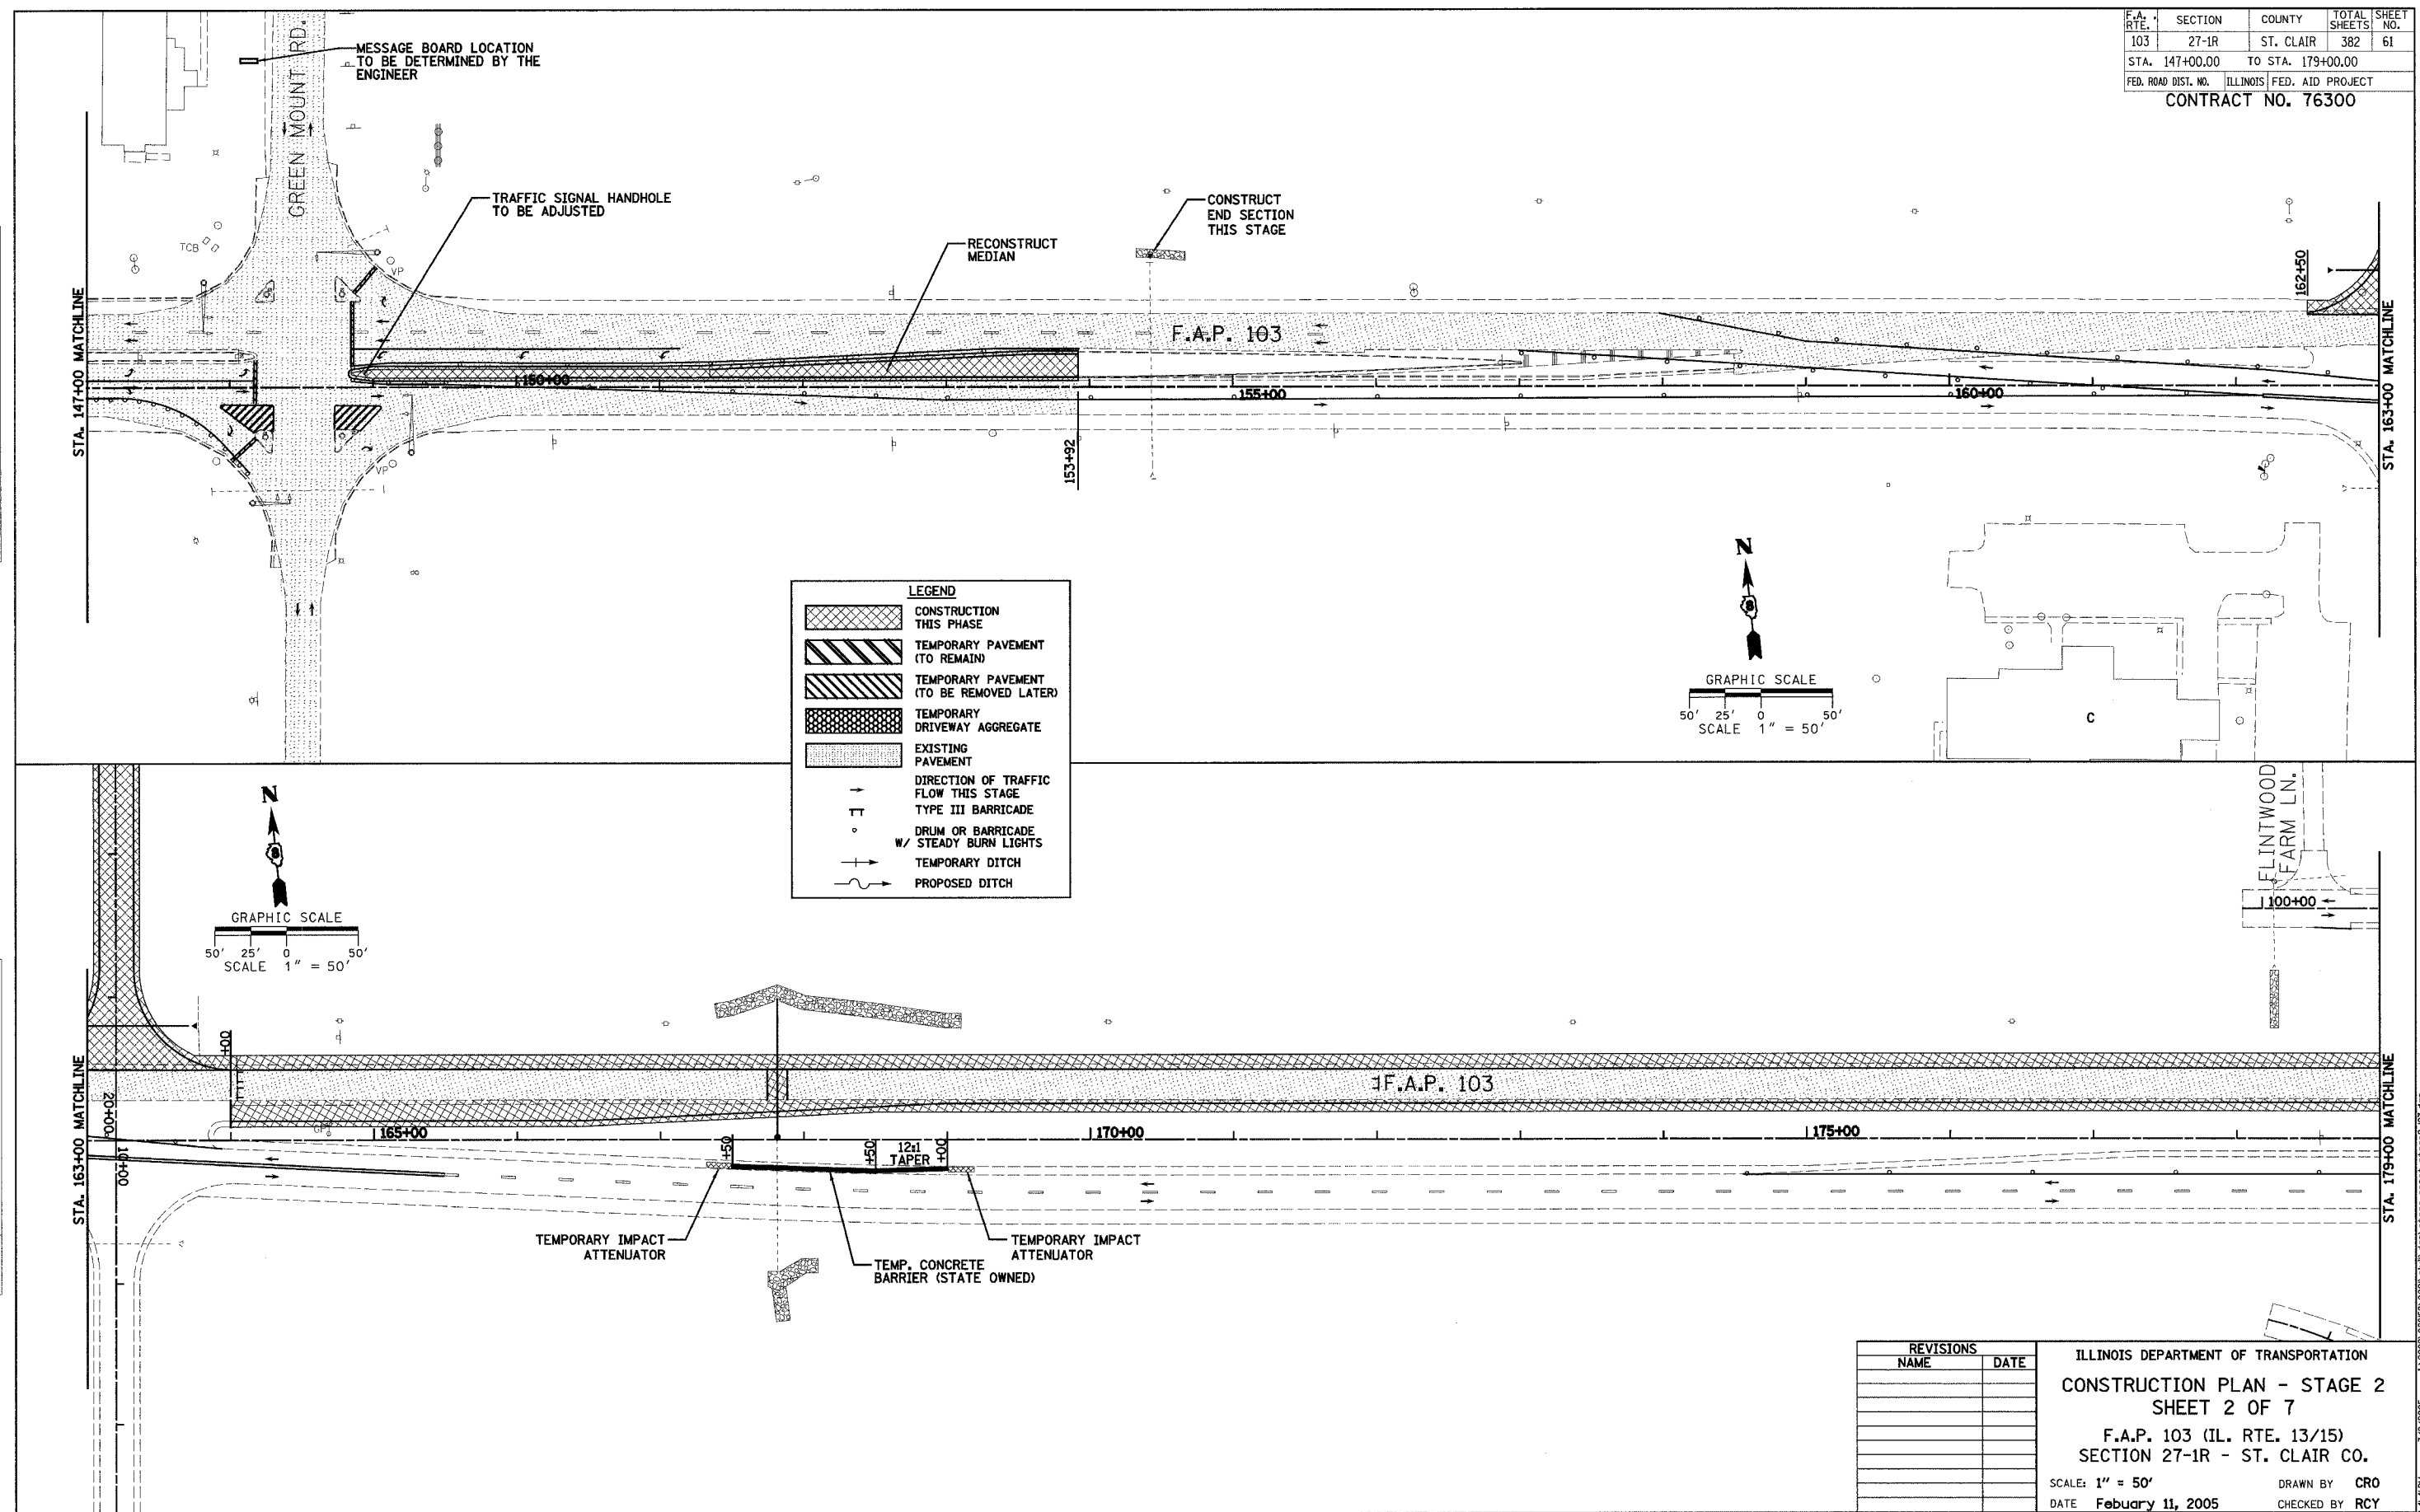 F.A. RTE. SECTION COUNTY TOTAL SHEETS SHEET NO.
103 27-1R ST. CLAIR 382 61
STA. 147+00.00 TO STA. 179+00.00
FED. ROAD DIST. NO. ILLINOIS FED. AID PROJECT
CONTRACT NO. 76300
GREEN MOUNT RD.
MESSAGE BOARD LOCATION
TO BE DETERMINED BY THE
ENGINEER
TRAFFIC SIGNAL HANDHOLE
TO BE ADJUSTED
RECONSTRUCT
MEDIAN
CONSTRUCT
END SECTION
THIS STAGE
TCB
VP
VP
STA. 147+00 MATCHLINE
150+00
F.A.P. 103
153+92
155+00
160+00
162+50
STA. 163+00 MATCHLINE
N
GRAPHIC SCALE
50' 25' 0 50'
SCALE 1" = 50'
C
LEGEND
CONSTRUCTION
THIS PHASE
TEMPORARY PAVEMENT
(TO REMAIN)
TEMPORARY PAVEMENT
(TO BE REMOVED LATER)
TEMPORARY
DRIVEWAY AGGREGATE
EXISTING
PAVEMENT
DIRECTION OF TRAFFIC
FLOW THIS STAGE
TYPE III BARRICADE
DRUM OR BARRICADE
W/ STEADY BURN LIGHTS
TEMPORARY DITCH
PROPOSED DITCH
N
GRAPHIC SCALE
50' 25' 0 50'
SCALE 1" = 50'
FLINTWOOD
FARM LN.
100+00
STA. 163+00 MATCHLINE
20+00
10+00
+00
GP
165+00
+50
+50
12:1
TAPER
+00
F.A.P. 103
170+00
175+00
STA. 179+00 MATCHLINE
TEMPORARY IMPACT
ATTENUATOR
TEMP. CONCRETE
BARRIER (STATE OWNED)
TEMPORARY IMPACT
ATTENUATOR
REVISIONS
NAME DATE
ILLINOIS DEPARTMENT OF TRANSPORTATION
CONSTRUCTION PLAN - STAGE 2
SHEET 2 OF 7
F.A.P. 103 (IL. RTE. 13/15)
SECTION 27-1R - ST. CLAIR CO.
SCALE: 1" = 50' DRAWN BY CRO
DATE Febuary 11, 2005 CHECKED BY RCY